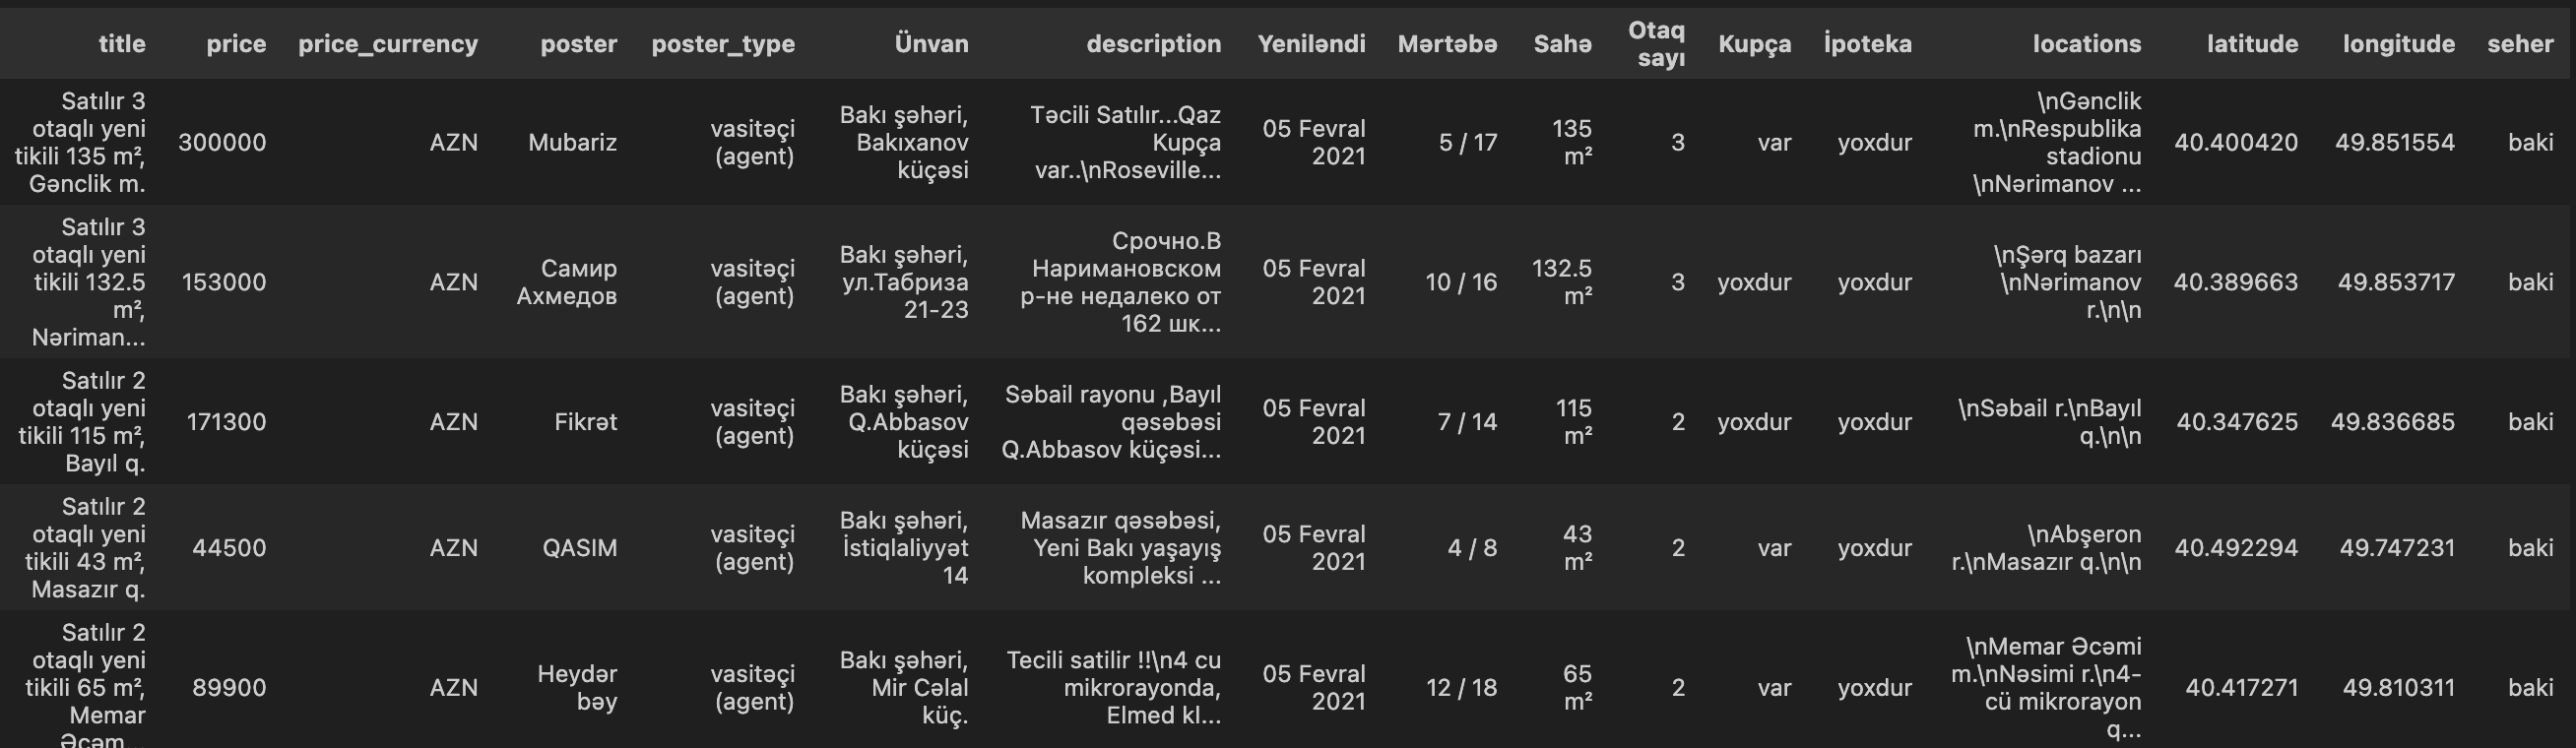 title price price_currency poster poster_type Ünvan description Yeniləndi Mərtəbə Sahə Otaq sayı Kupça İpoteka locations latitude longitude seher
Satılır 3 otaqlı yeni tikili 135 m², Gənclik m. 300000 AZN Mubariz vasitəçi (agent) Bakı şəhəri, Bakıxanov küçəsi Təcili Satılır...Qaz Kupça var..\nRoseville... 05 Fevral 2021 5 / 17 135 m² 3 var yoxdur \nGənclik m.\nRespublika stadionu \nNərimanov ... 40.400420 49.851554 baki
Satılır 3 otaqlı yeni tikili 132.5 m², Nəriman... 153000 AZN Самир Ахмедов vasitəçi (agent) Bakı şəhəri, ул.Табриза 21-23 Срочно.В Наримановском р-не недалеко от 162 шк... 05 Fevral 2021 10 / 16 132.5 m² 3 yoxdur yoxdur \nŞərq bazarı \nNərimanov r.\n\n 40.389663 49.853717 baki
Satılır 2 otaqlı yeni tikili 115 m², Bayıl q. 171300 AZN Fikrət vasitəçi (agent) Bakı şəhəri, Q.Abbasov küçəsi Səbail rayonu ,Bayıl qəsəbəsi Q.Abbasov küçəsi... 05 Fevral 2021 7 / 14 115 m² 2 yoxdur yoxdur \nSəbail r.\nBayıl q.\n\n 40.347625 49.836685 baki
Satılır 2 otaqlı yeni tikili 43 m², Masazır q. 44500 AZN QASIM vasitəçi (agent) Bakı şəhəri, İstiqlaliyyət 14 Masazır qəsəbəsi, Yeni Bakı yaşayış kompleksi ... 05 Fevral 2021 4 / 8 43 m² 2 var yoxdur \nAbşeron r.\nMasazır q.\n\n 40.492294 49.747231 baki
Satılır 2 otaqlı yeni tikili 65 m², Memar Əcəm... 89900 AZN Heydər bəy vasitəçi (agent) Bakı şəhəri, Mir Cəlal küç. Tecili satilir !!\n4 cu mikrorayonda, Elmed kl... 05 Fevral 2021 12 / 18 65 m² 2 var yoxdur \nMemar Əcəmi m.\nNəsimi r.\n4-cü mikrorayon q... 40.417271 49.810311 baki